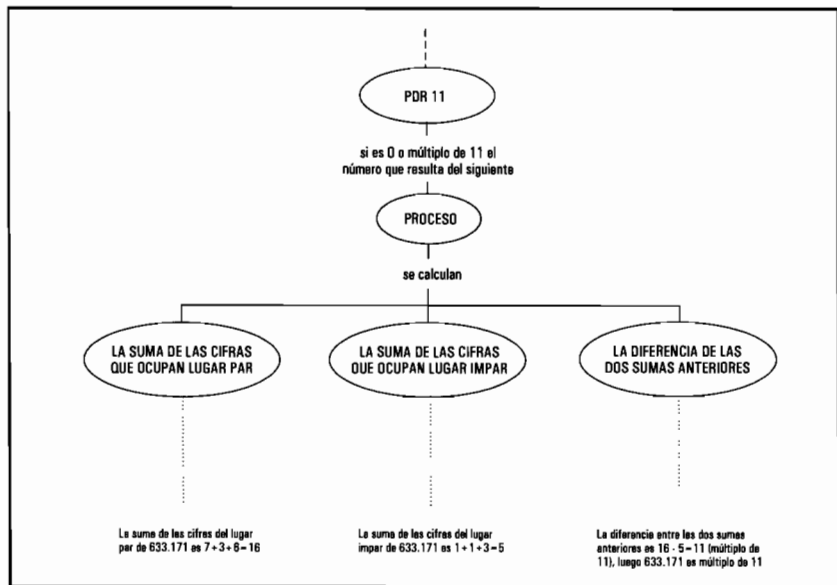 PDR 11
si es 0 o múltiplo de 11 el
número que resulta del siguiente
PROCESO
se calculan
LA SUMA DE LAS CIFRAS
QUE OCUPAN LUGAR PAR
LA SUMA DE LAS CIFRAS
QUE OCUPAN LUGAR IMPAR
LA DIFERENCIA DE LAS
DOS SUMAS ANTERIORES
La suma de las cifras del lugar
par de 633.171 es 7+3+6=16
La suma de las cifras del lugar
impar de 633.171 es 1+1+3=5
La diferencia entre las dos sumas
anteriores es 16 - 5=11 (múltiplo de
11), luego 633.171 es múltiplo de 11